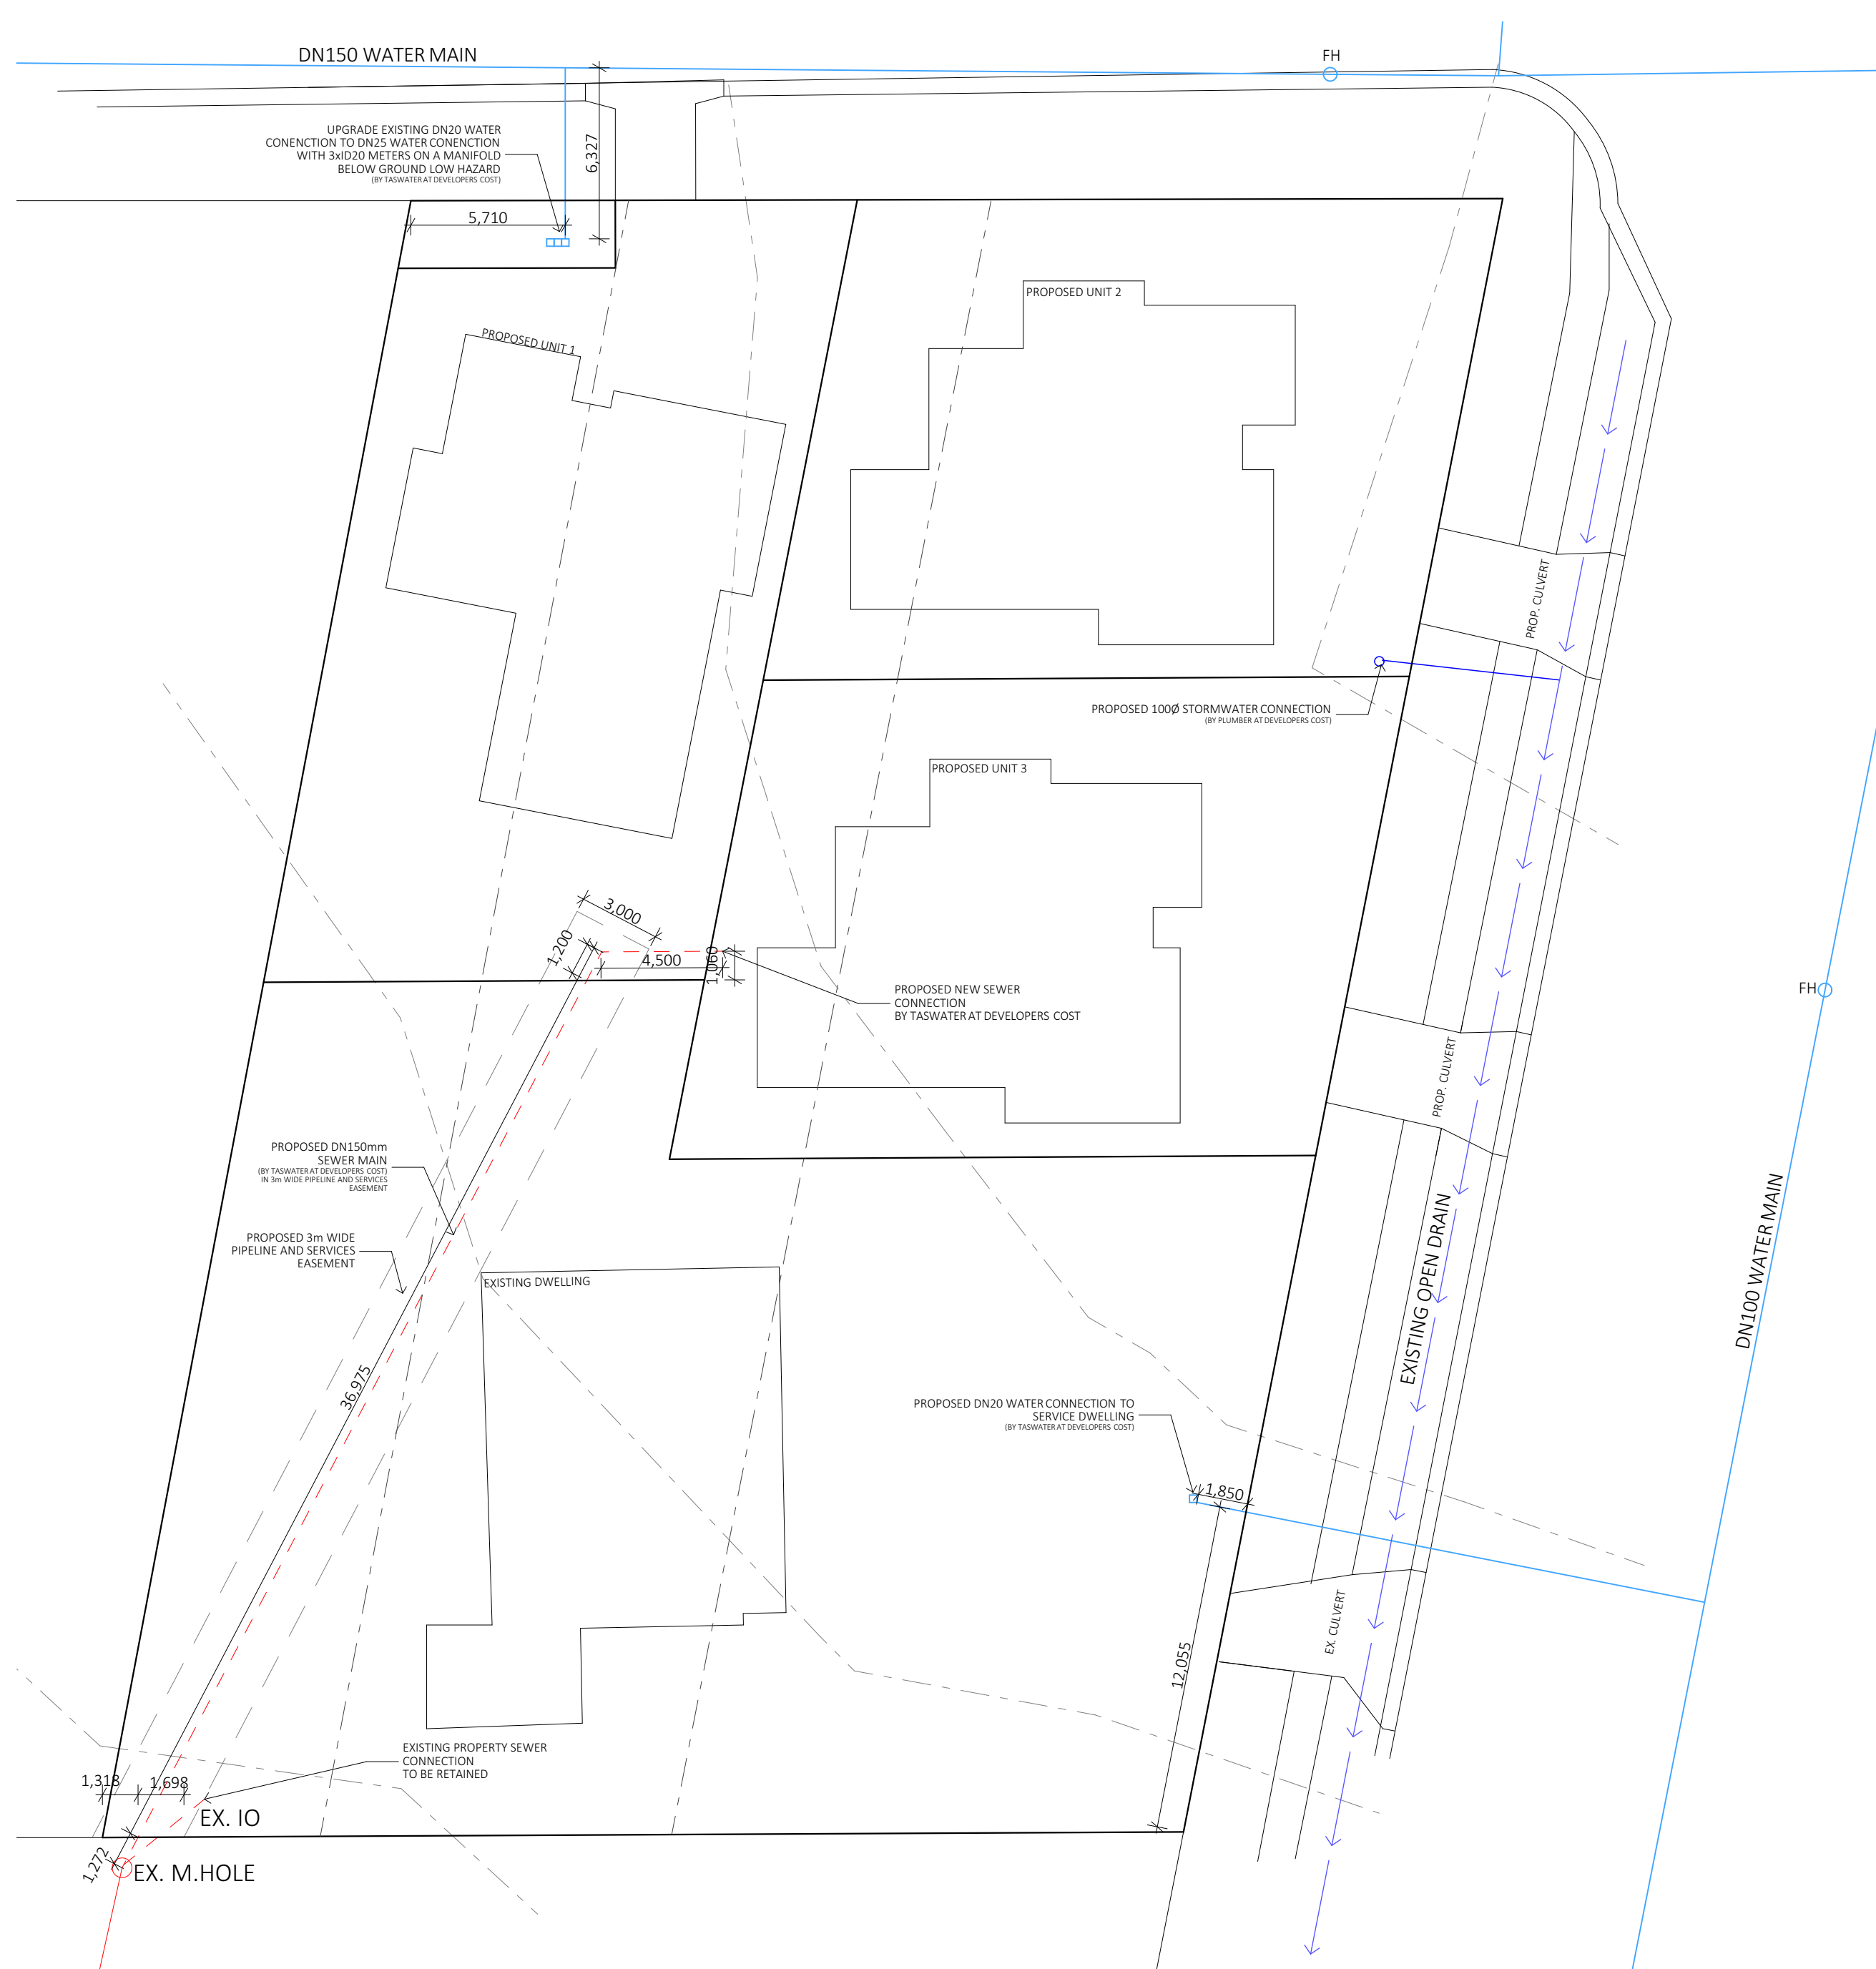 DN150 WATER MAIN
FH
UPGRADE EXISTING DN20 WATER
CONENCTION TO DN25 WATER CONENCTION
WITH 3xID20 METERS ON A MANIFOLD
BELOW GROUND LOW HAZARD
(BY TASWATER AT DEVELOPERS COST)
6,327
5,710
PROPOSED UNIT 2
PROPOSED UNIT 1
PROP. CULVERT
PROPOSED 100Ø STORMWATER CONNECTION
(BY PLUMBER AT DEVELOPERS COST)
PROPOSED UNIT 3
3,000
1,200
4,500
1,060
PROPOSED NEW SEWER
CONNECTION
BY TASWATER AT DEVELOPERS COST
FH
PROP. CULVERT
PROPOSED DN150mm
SEWER MAIN
(BY TASWATER AT DEVELOPERS COST)
IN 3m WIDE PIPELINE AND SERVICES
EASEMENT
PROPOSED 3m WIDE
PIPELINE AND SERVICES
EASEMENT
EXISTING DWELLING
EXISTING OPEN DRAIN
DN100 WATER MAIN
36,975
PROPOSED DN20 WATER CONNECTION TO
SERVICE DWELLING
(BY TASWATER AT DEVELOPERS COST)
1,850
EX. CULVERT
12,055
EXISTING PROPERTY SEWER
CONNECTION
TO BE RETAINED
1,318
1,698
EX. IO
1,272
EX. M.HOLE